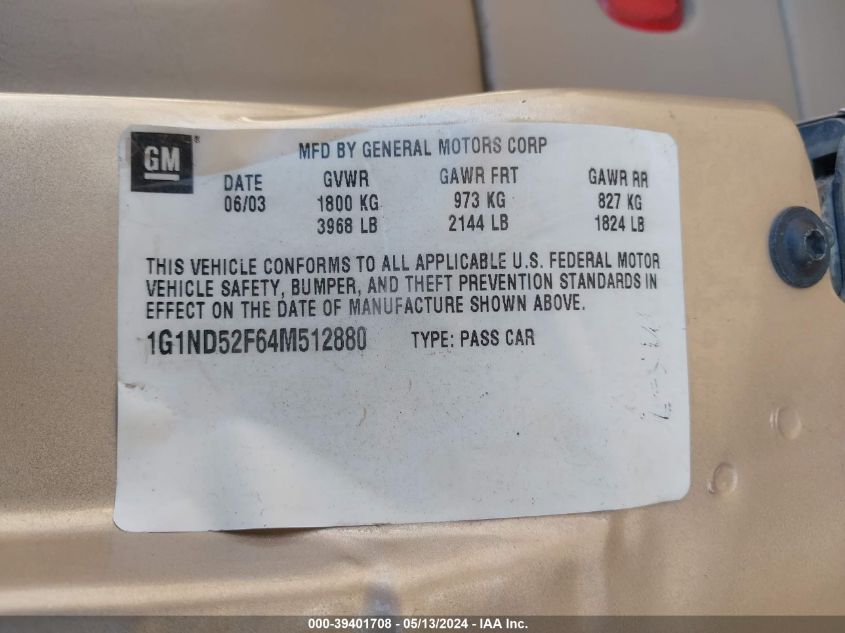 GM®
MFD BY GENERAL MOTORS CORP
DATE GVWR GAWR FRT GAWR RR
06/03 1800 KG 973 KG 827 KG
3968 LB 2144 LB 1824 LB
THIS VEHICLE CONFORMS TO ALL APPLICABLE U.S. FEDERAL MOTOR
VEHICLE SAFETY, BUMPER, AND THEFT PREVENTION STANDARDS IN
EFFECT ON THE DATE OF MANUFACTURE SHOWN ABOVE.
1G1ND52F64M512880 TYPE: PASS CAR
000-39401708 - 05/13/2024 - IAA Inc.